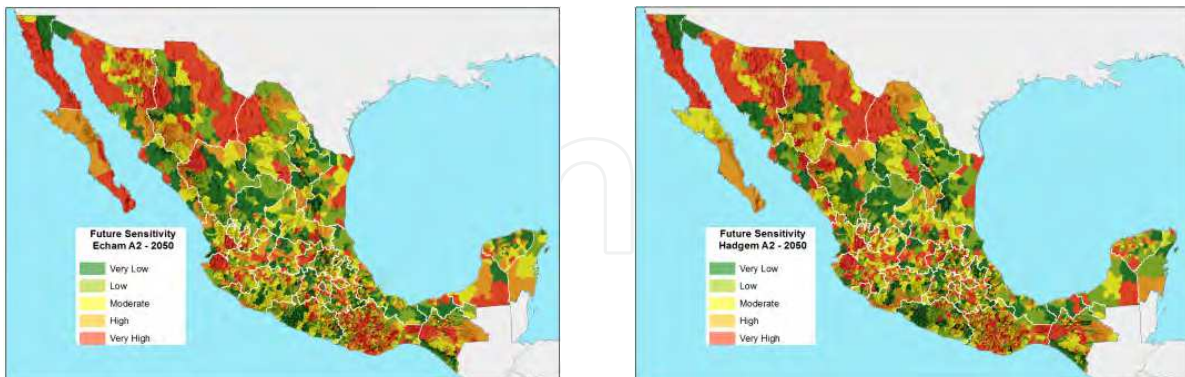 Future Sensitivity
Echam A2 - 2050
Very Low
Low
Moderate
High
Very High
Future Sensitivity
Hadgem A2 - 2050
Very Low
Low
Moderate
High
Very High